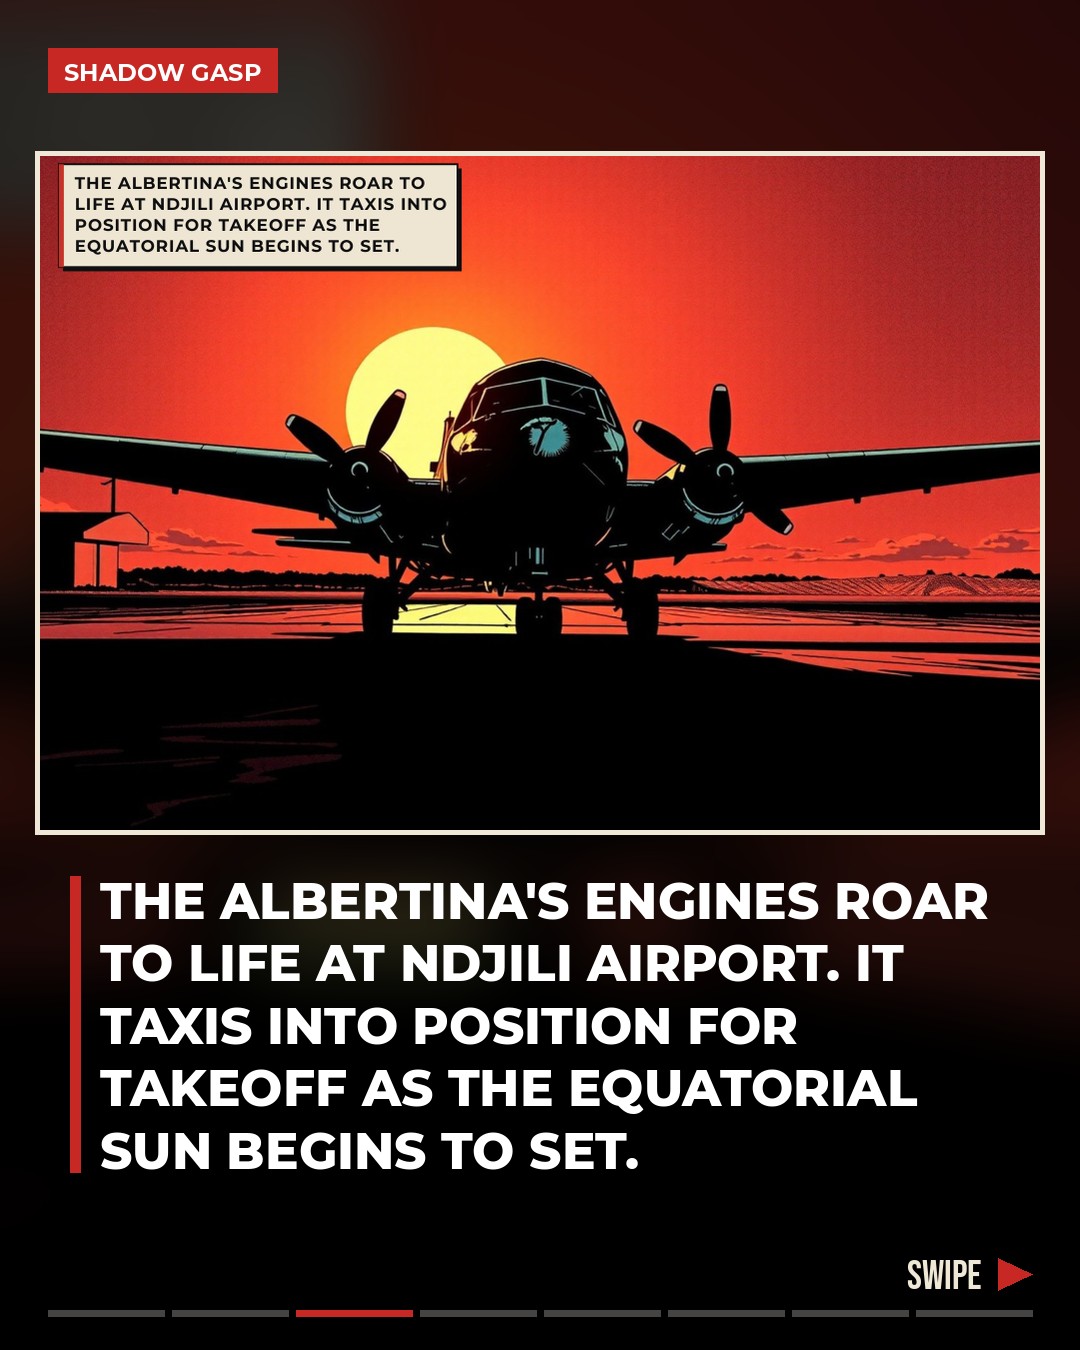 SHADOW GASP
THE ALBERTINA'S ENGINES ROAR TO
LIFE AT NDJILI AIRPORT. IT TAXIS INTO
POSITION FOR TAKEOFF AS THE
EQUATORIAL SUN BEGINS TO SET.
THE ALBERTINA'S ENGINES ROAR
TO LIFE AT NDJILI AIRPORT. IT
TAXIS INTO POSITION FOR
TAKEOFF AS THE EQUATORIAL
SUN BEGINS TO SET.
SWIPE